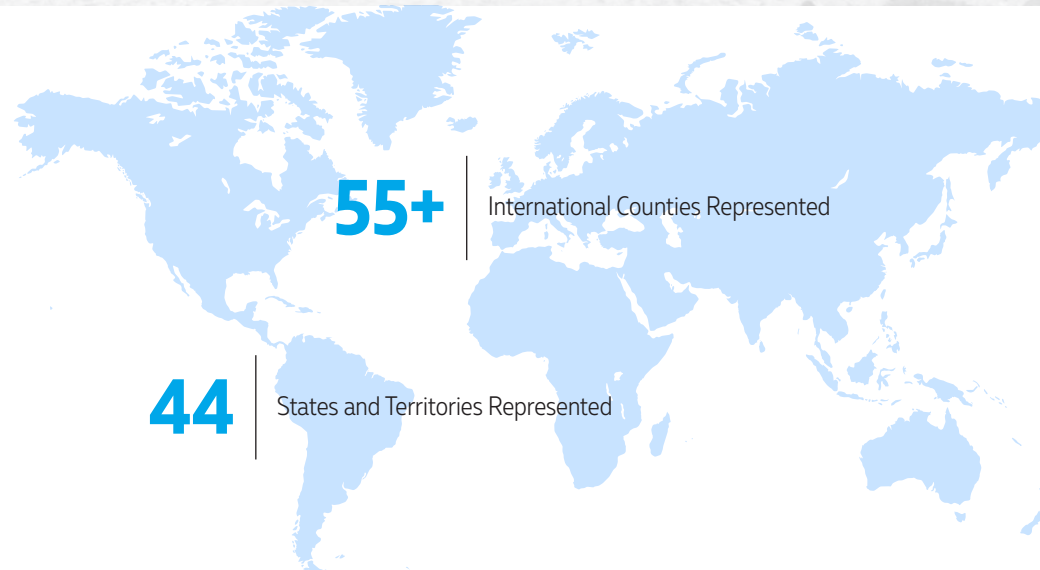 55+
International Counties Represented
44
States and Territories Represented